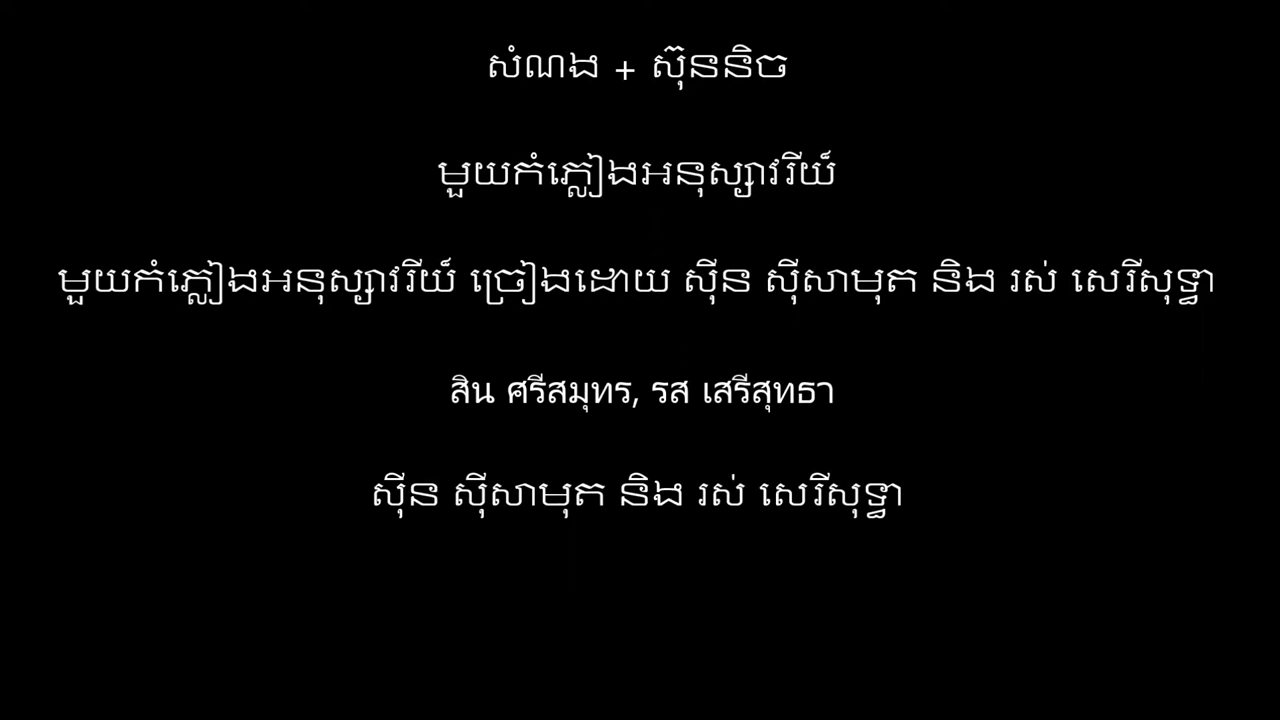 សំណង + ស៊ុននិច
មួយកំភ្លៀងអនុស្សាវរីយ៍
មួយកំភ្លៀងអនុស្សាវរីយ៍ ច្រៀងដោយ ស៊ីន ស៊ីសាមុត និង រស់ សេរីសុទ្ធា
สิน ศรีสมุทร, รส เสรีสุทธา
ស៊ីន ស៊ីសាមុត និង រស់ សេរីសុទ្ធា